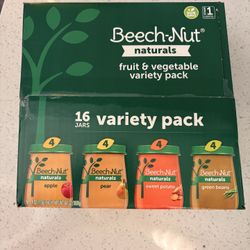 Beech-Nut®
naturals
fruit & vegetable
variety pack
1
16
JARS
variety pack
4 4 4 4
Beech-Nut Beech-Nut Beech-Nut Beech-Nut
naturals naturals naturals naturals
apple pear sweet potato green beans